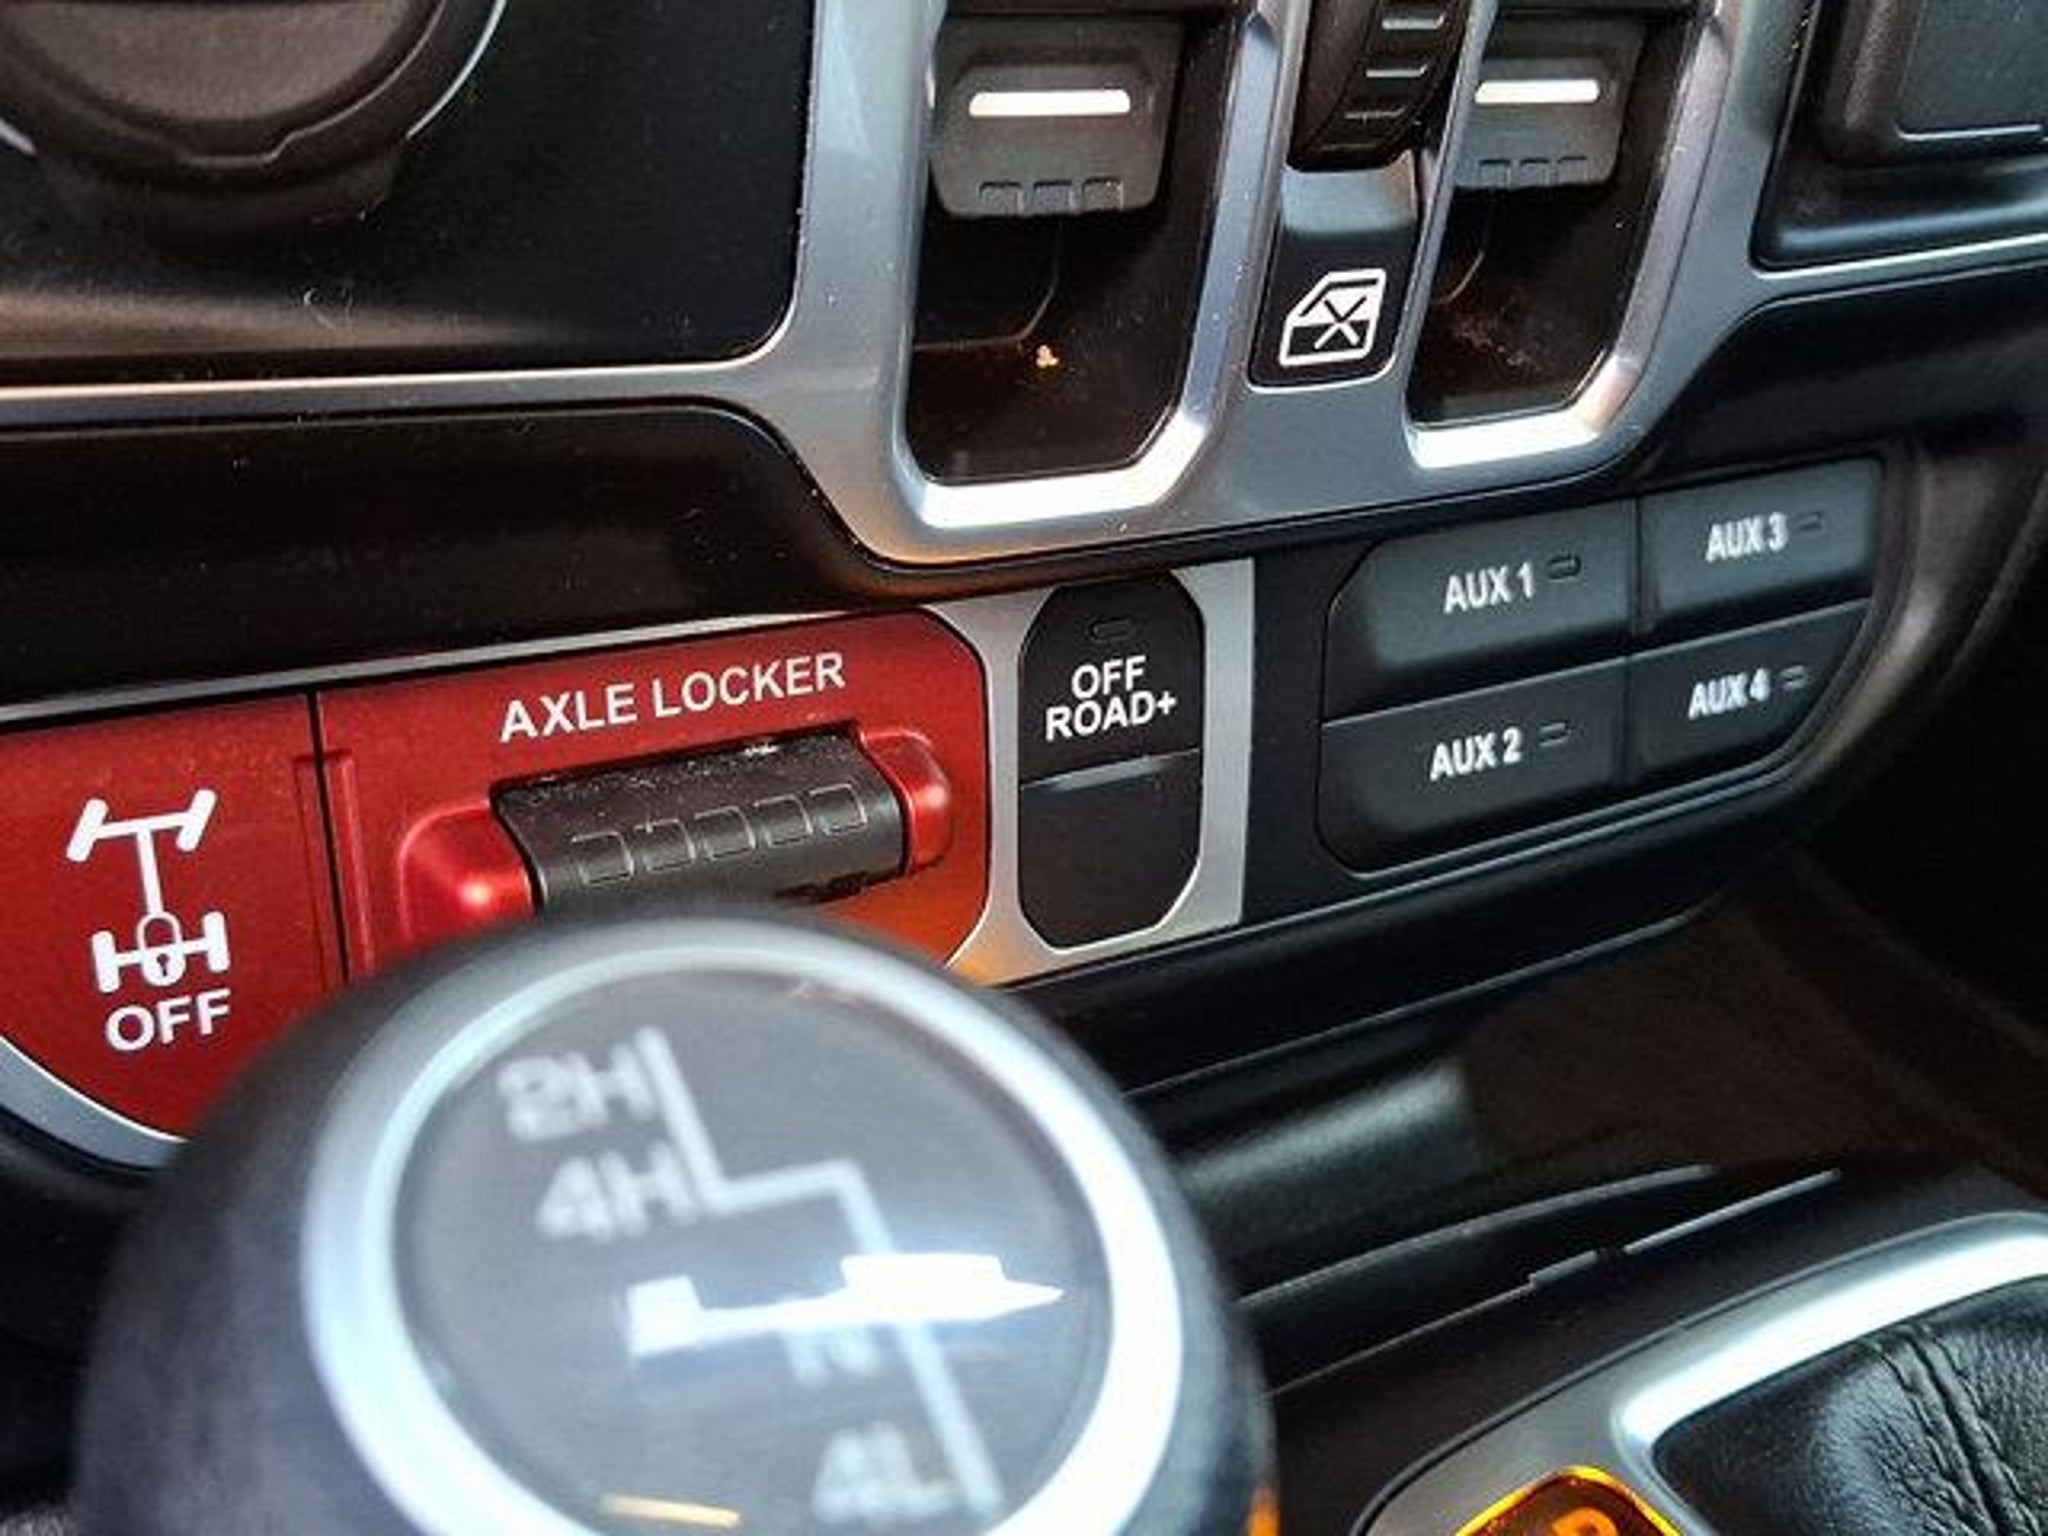 AUX 1
AUX 3
AUX 2
AUX 4
OFF
ROAD+
AXLE LOCKER
OFF
2H
4H
N
4L